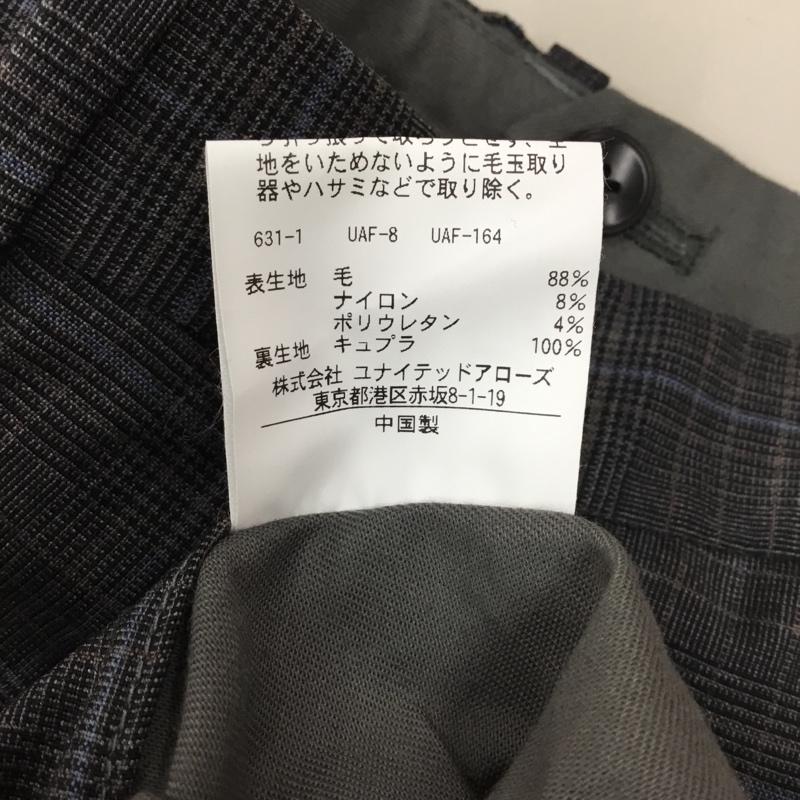 地をいためないように毛玉取り
器やハサミなどで取り除く。
631-1 UAF-8 UAF-164
表生地 毛 88%
ナイロン 8%
ポリウレタン 4%
裏生地 キュプラ 100%
株式会社 ユナイテッドアローズ
東京都港区赤坂8-1-19
中国製